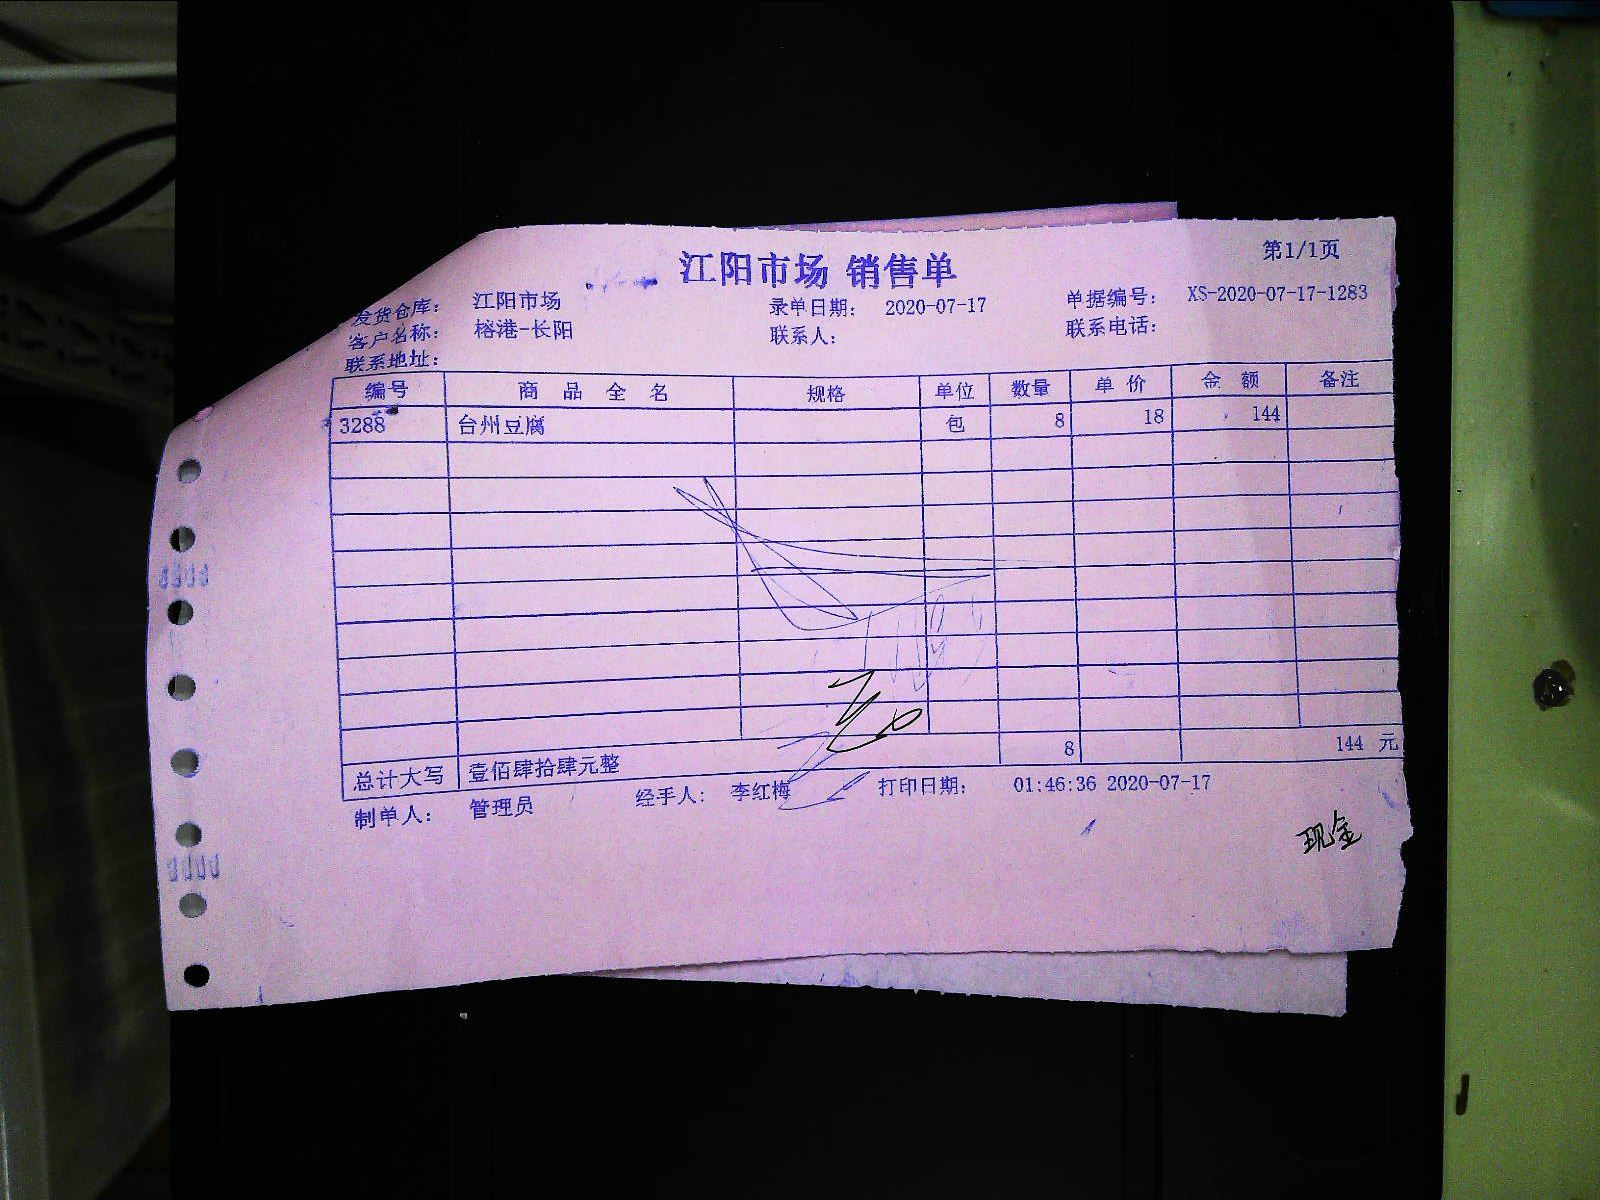 江阳市场 销售单
第1/1页
发货仓库: 江阳市场 录单日期: 2020-07-17 单据编号: XS-2020-07-17-1283
客户名称: 榕港-长阳 联系人: 联系电话:
联系地址:
编号 商品全名 规格 单位 数量 单价 金额 备注
3288 台州豆腐 包 8 18 144
8 144 元
总计大写 壹佰肆拾肆元整
制单人: 管理员 经手人: 李红梅 打印日期: 01:46:36 2020-07-17
现金